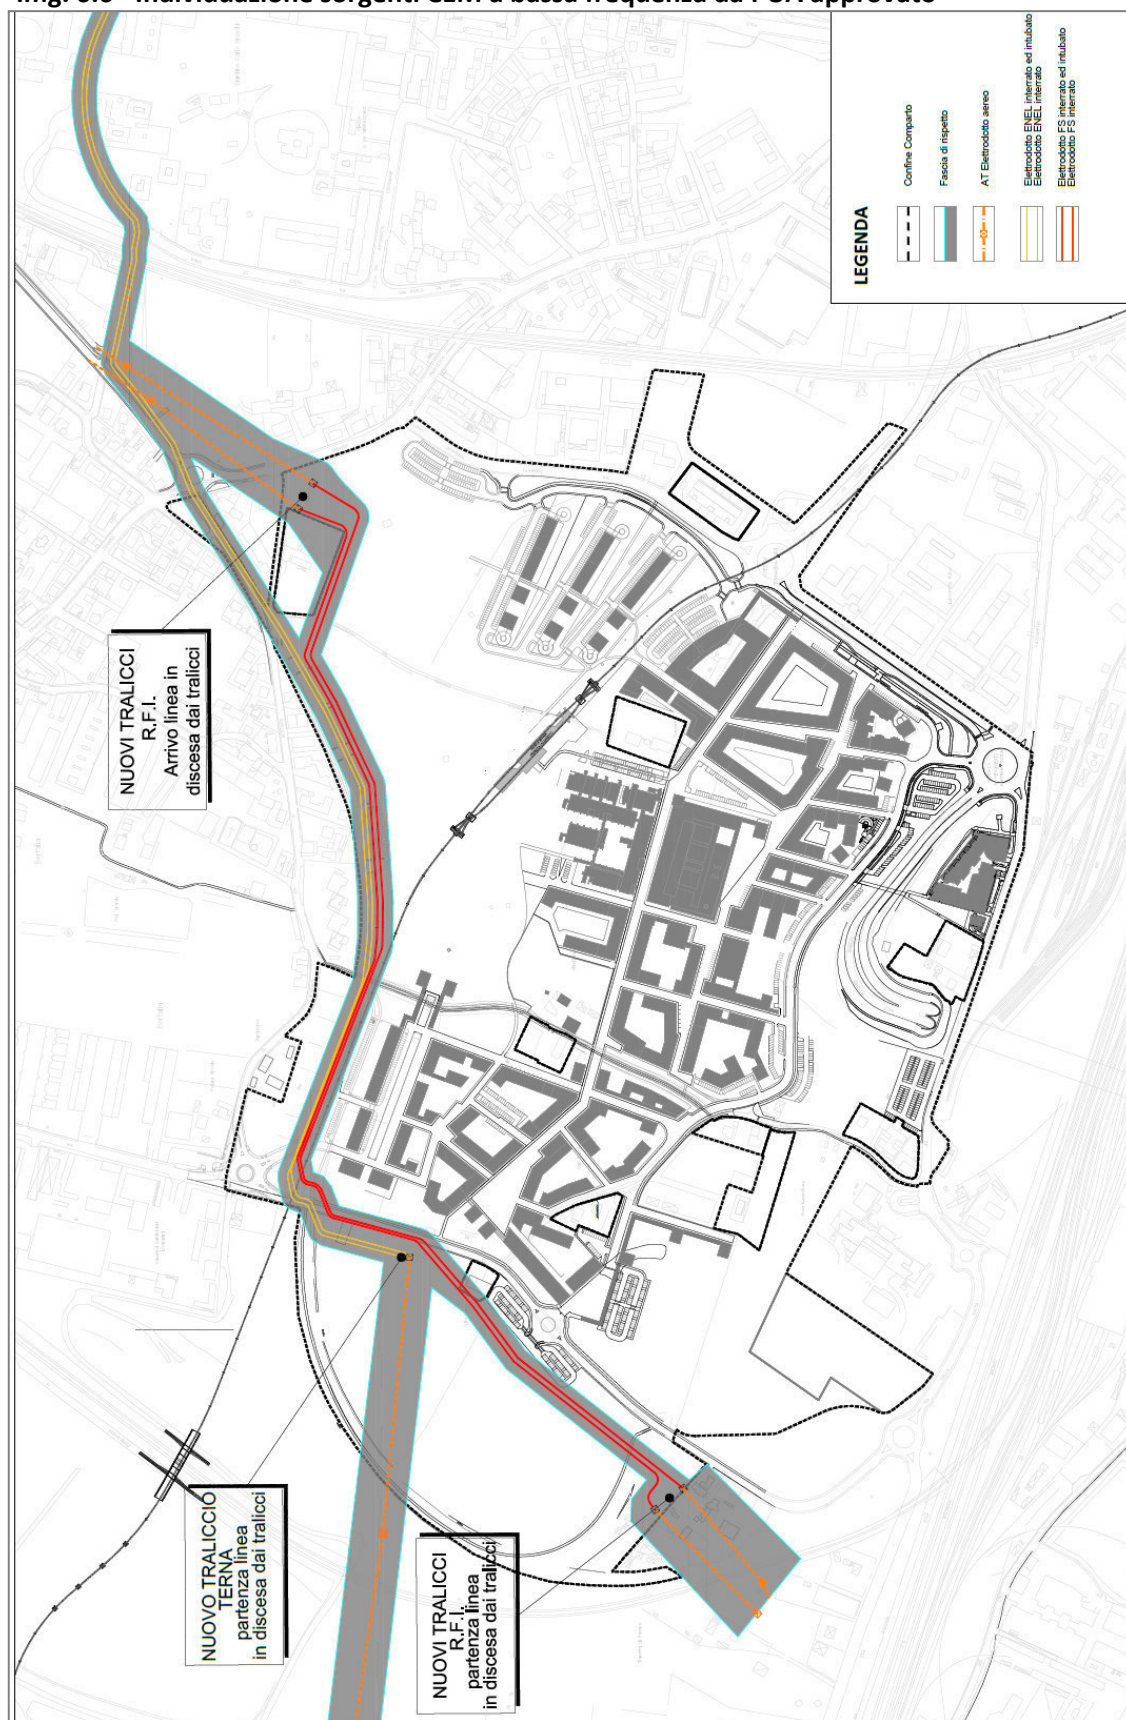 Img. 6.6 - Individuazione sorgenti CEM a bassa frequenza da PUA approvato
NUOVI TRALICCI
R.F.I.
Arrivo linea in
discesa dai tralicci
NUOVO TRALICCIO
TERNA
partenza linea
in discesa dai tralicci
NUOVI TRALICCI
R.F.I.
partenza linea
in discesa dai tralicci
LEGENDA
Confine Comparto
Fascia di rispetto
AT Elettrodotto aereo
Elettrodotto ENEL interrato ed intubato
Elettrodotto ENEL interrato
Elettrodotto FS interrato ed intubato
Elettrodotto FS interrato